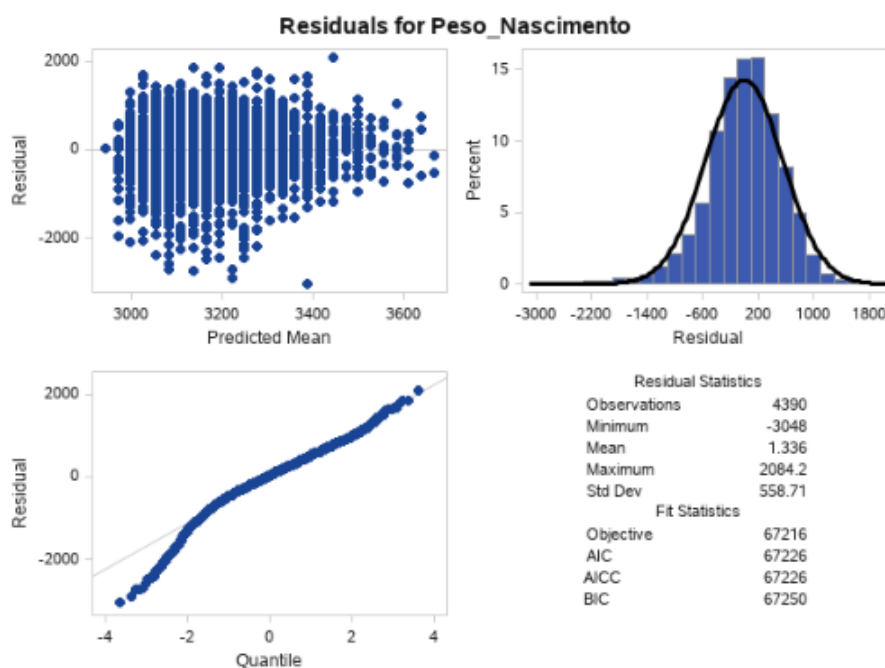 Residuals for Peso_Nascimento
2000
0
-2000
Residual
3000 3200 3400 3600
Predicted Mean
15
10
5
0
Percent
-3000 -2200 -1400 -600 200 1000 1800
Residual
2000
0
-2000
Residual
-4 -2 0 2 4
Quantile
Residual Statistics
Observations 4390
Minimum -3048
Mean 1.336
Maximum 2084.2
Std Dev 558.71
Fit Statistics
Objective 67216
AIC 67226
AICC 67226
BIC 67250